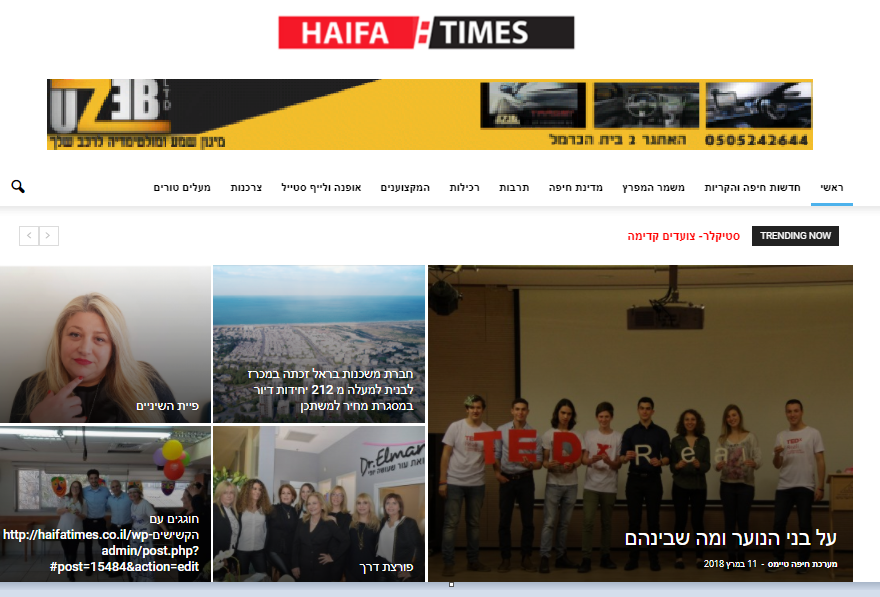 HAIFA TIMES
UZ3B LTD
מיגון שמע ומולטימדיה לרכב שלך
האתגר 2 בית הכרמל
0505242644
ראשי
חדשות חיפה והקריות
משמר המפרץ
מדינת חיפה
תרבות
רכילות
המקצוענים
אופנה ולייף סטייל
צרכנות
מעלים טורים
TRENDING NOW
סטיקלר- צועדים קדימה
TEDx Reali
על בני הנוער ומה שבינהם
מערכת חיפה טיימס - 11 במרץ 2018
חברת משכנות בראל זכתה במכרז
לבנית למעלה מ 212 יחידות דיור
במסגרת מחיר למשתכן
פיית השיניים
Dr.Elmar
פורצת דרך
חוגגים עם
הקשישים-http://haifatimes.co.il/wp
admin/post.php?
#post=15484&action=edit